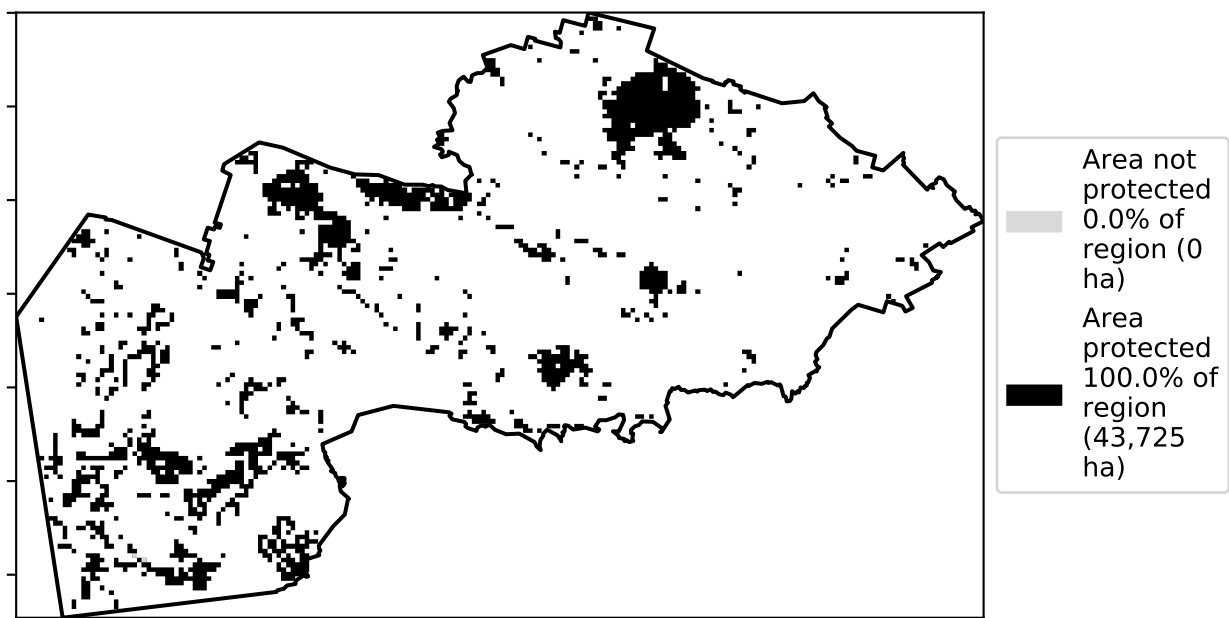 Area not
protected
0.0% of
region (0
ha)
Area
protected
100.0% of
region
(43,725
ha)